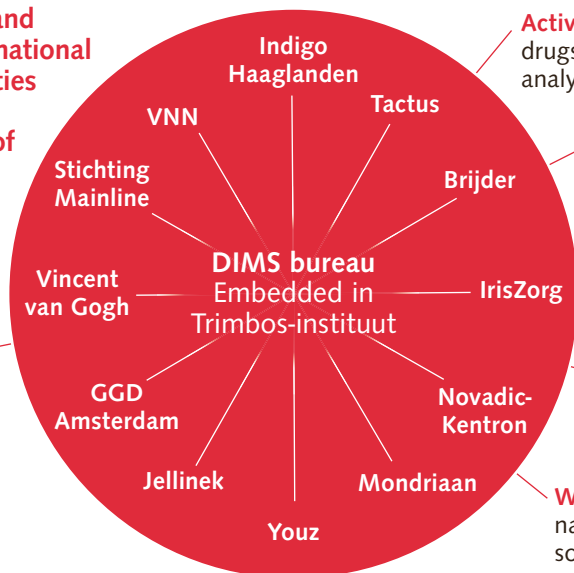 and
national
ties
of
Indigo
Haaglanden
Tactus
Brijder
IrisZorg
Novadic-
Kentron
Mondriaan
Youz
Jellinek
GGD
Amsterdam
Vincent
van Gogh
Stichting
Mainline
VNN
DIMS bureau
Embedded in
Trimbos-instituut
Activ
drugs
analy
W
na
so